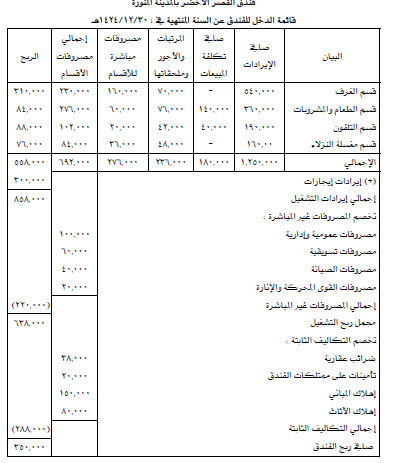 فندق القصر الأخضر بالمدينة المنورة
قائمة الدخل للفندق عن السنة المنتهية في : ١٤٢٤/١٢/٣٠هـ
البيان | صافي الإيرادات | صافي تكلفة المبيعات | المرتبات والأجور وملحقاتها | مصروفات مباشرة للأقسام | إجمالي مصروفات الأقسام | الربح
قسم الغرف | ٥٤٠,٠٠٠ | - | ٧٠,٠٠٠ | ١٦٠,٠٠٠ | ٢٣٠,٠٠٠ | ٣١٠,٠٠٠
قسم الطعام والمشروبات | ٣٦٠,٠٠٠ | ١٤٠,٠٠٠ | ٧٦,٠٠٠ | ٦٠,٠٠٠ | ٢٧٦,٠٠٠ | ٨٤,٠٠٠
قسم التلفون | ١٩٠,٠٠٠ | ٤٠,٠٠٠ | ٤٢,٠٠٠ | ٢٠,٠٠٠ | ١٠٢,٠٠٠ | ٨٨,٠٠٠
قسم مغسلة النزلاء | ١٦٠,٠٠ | - | ٤٨,٠٠٠ | ٣٦,٠٠٠ | ٨٤,٠٠٠ | ٧٦,٠٠٠
الإجمالي | ١,٢٥٠,٠٠٠ | ١٨٠,٠٠٠ | ٢٣٦,٠٠٠ | ٢٧٦,٠٠٠ | ٦٩٢,٠٠٠ | ٥٥٨,٠٠٠
(+) إيرادات إيجارات | ٣٠٠,٠٠٠
إجمالي إيرادات التشغيل | ٨٥٨,٠٠٠
تخصم المصروفات غير المباشرة :
مصروفات عمومية وإدارية | ١٠٠,٠٠٠
مصروفات تسويقية | ٦٠,٠٠٠
مصروفات الصيانة | ٤٠,٠٠٠
مصروفات القوى المحركة والإنارة | ٢٠,٠٠٠
إجمالي المصروفات غير المباشرة | (٢٢٠,٠٠٠)
مجمل ربح التشغيل | ٦٣٨,٠٠٠
تخصم التكاليف الثابتة :
ضرائب عقارية | ٣٨,٠٠٠
تأمينات على ممتلكات الفندق | ٢٠,٠٠٠
إهلاك المباني | ١٥٠,٠٠٠
إهلاك الأثاث | ٨٠,٠٠٠
إجمالي التكاليف الثابتة | (٢٨٨,٠٠٠)
صافي ربح الفندق | ٣٥٠,٠٠٠